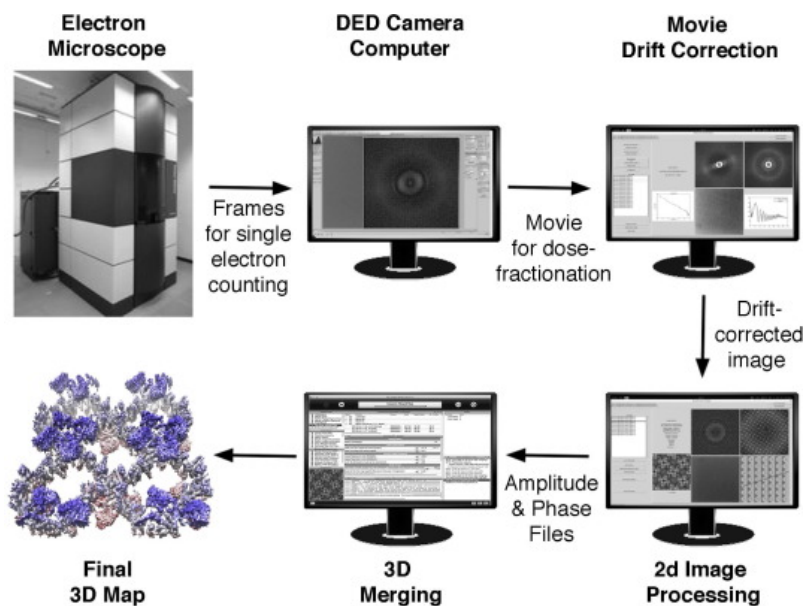 Electron
Microscope
DED Camera
Computer
Movie
Drift Correction
Frames
for single
electron
counting
Movie
for dose-
fractionation
Drift-
corrected
image
Amplitude
& Phase
Files
Final
3D Map
3D
Merging
2d Image
Processing